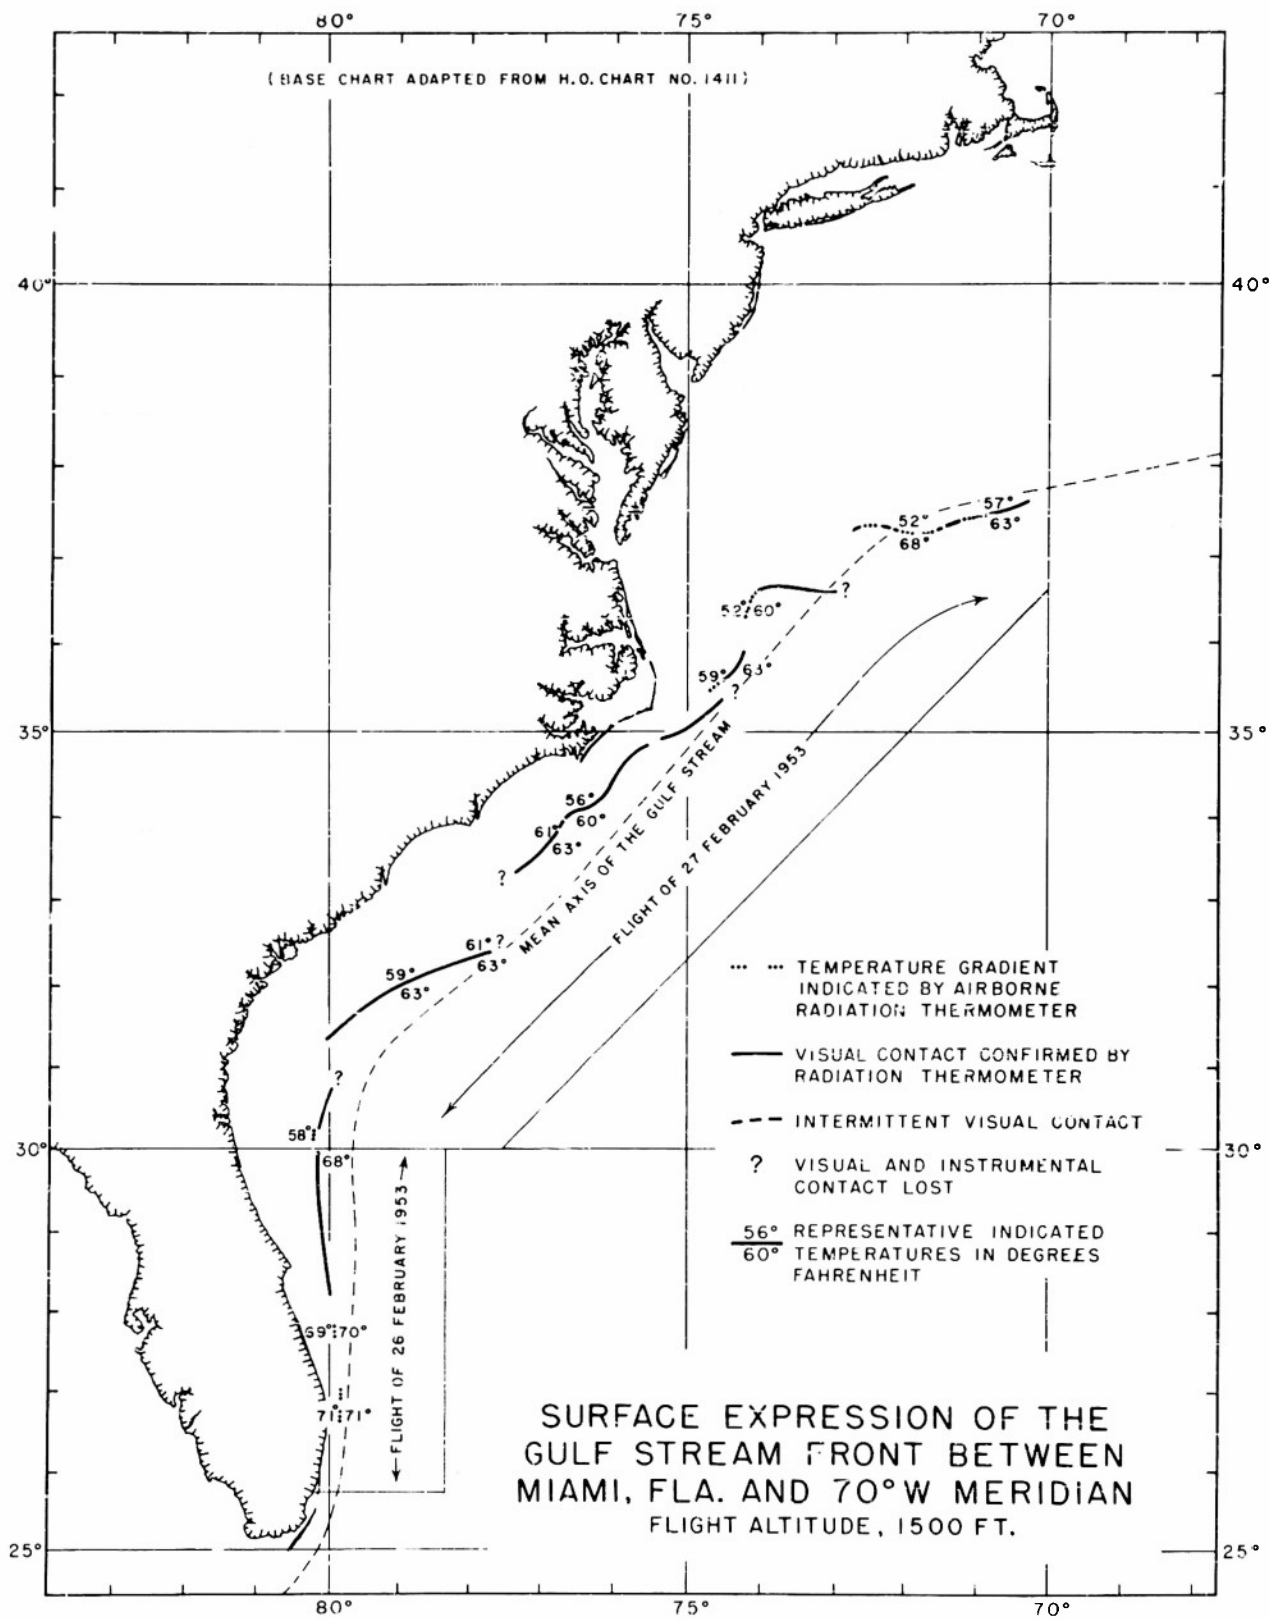 80° 75° 70°
(BASE CHART ADAPTED FROM H.O. CHART NO. 1411)
40° 40°
57°
52° 63°
68°
?
52° 60°
59° 63°
?
35° 35°
56°
60°
61°
63°
?
MEAN AXIS OF THE GULF STREAM
FLIGHT OF 27 FEBRUARY 1953
61° ?
63°
59°
63°
?
58°
30° 30°
68°
FLIGHT OF 26 FEBRUARY 1953
69° 70°
71° 71°
TEMPERATURE GRADIENT
INDICATED BY AIRBORNE
RADIATION THERMOMETER
VISUAL CONTACT CONFIRMED BY
RADIATION THERMOMETER
INTERMITTENT VISUAL CONTACT
? VISUAL AND INSTRUMENTAL
CONTACT LOST
56° REPRESENTATIVE INDICATED
60° TEMPERATURES IN DEGREES
FAHRENHEIT
SURFACE EXPRESSION OF THE
GULF STREAM FRONT BETWEEN
MIAMI, FLA. AND 70°W MERIDIAN
FLIGHT ALTITUDE, 1500 FT.
25° 25°
80° 75° 70°